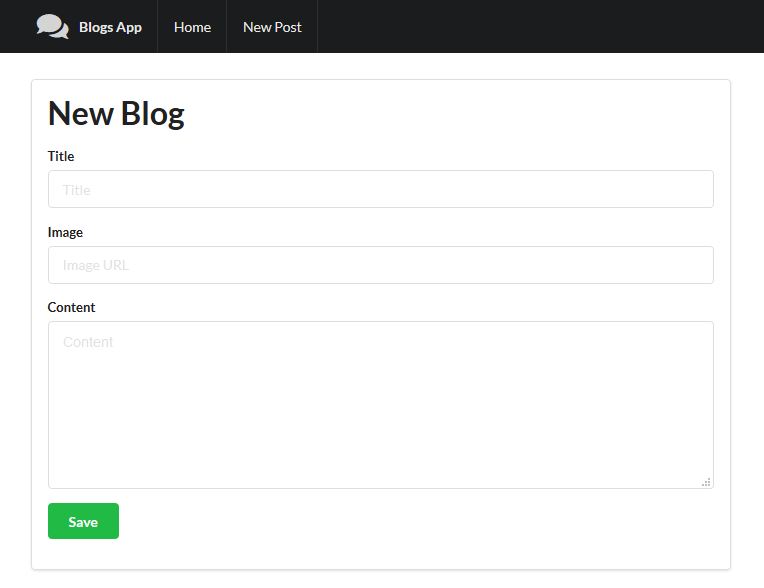 Blogs App Home New Post
New Blog
Title
Title
Image
Image URL
Content
Content
Save